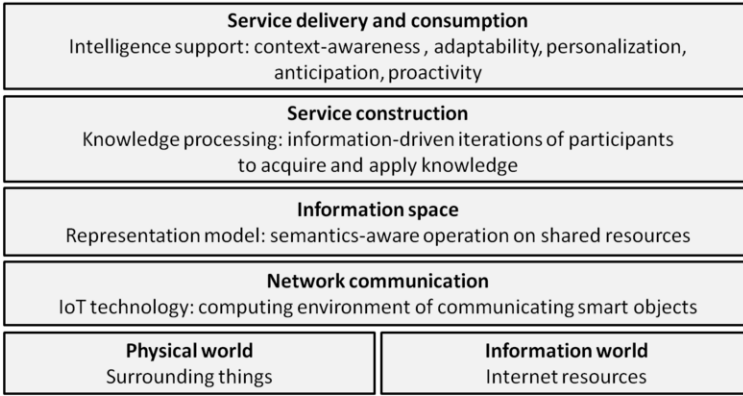 Service delivery and consumption
Intelligence support: context-awareness , adaptability, personalization,
anticipation, proactivity
Service construction
Knowledge processing: information-driven iterations of participants
to acquire and apply knowledge
Information space
Representation model: semantics-aware operation on shared resources
Network communication
IoT technology: computing environment of communicating smart objects
Physical world
Surrounding things
Information world
Internet resources